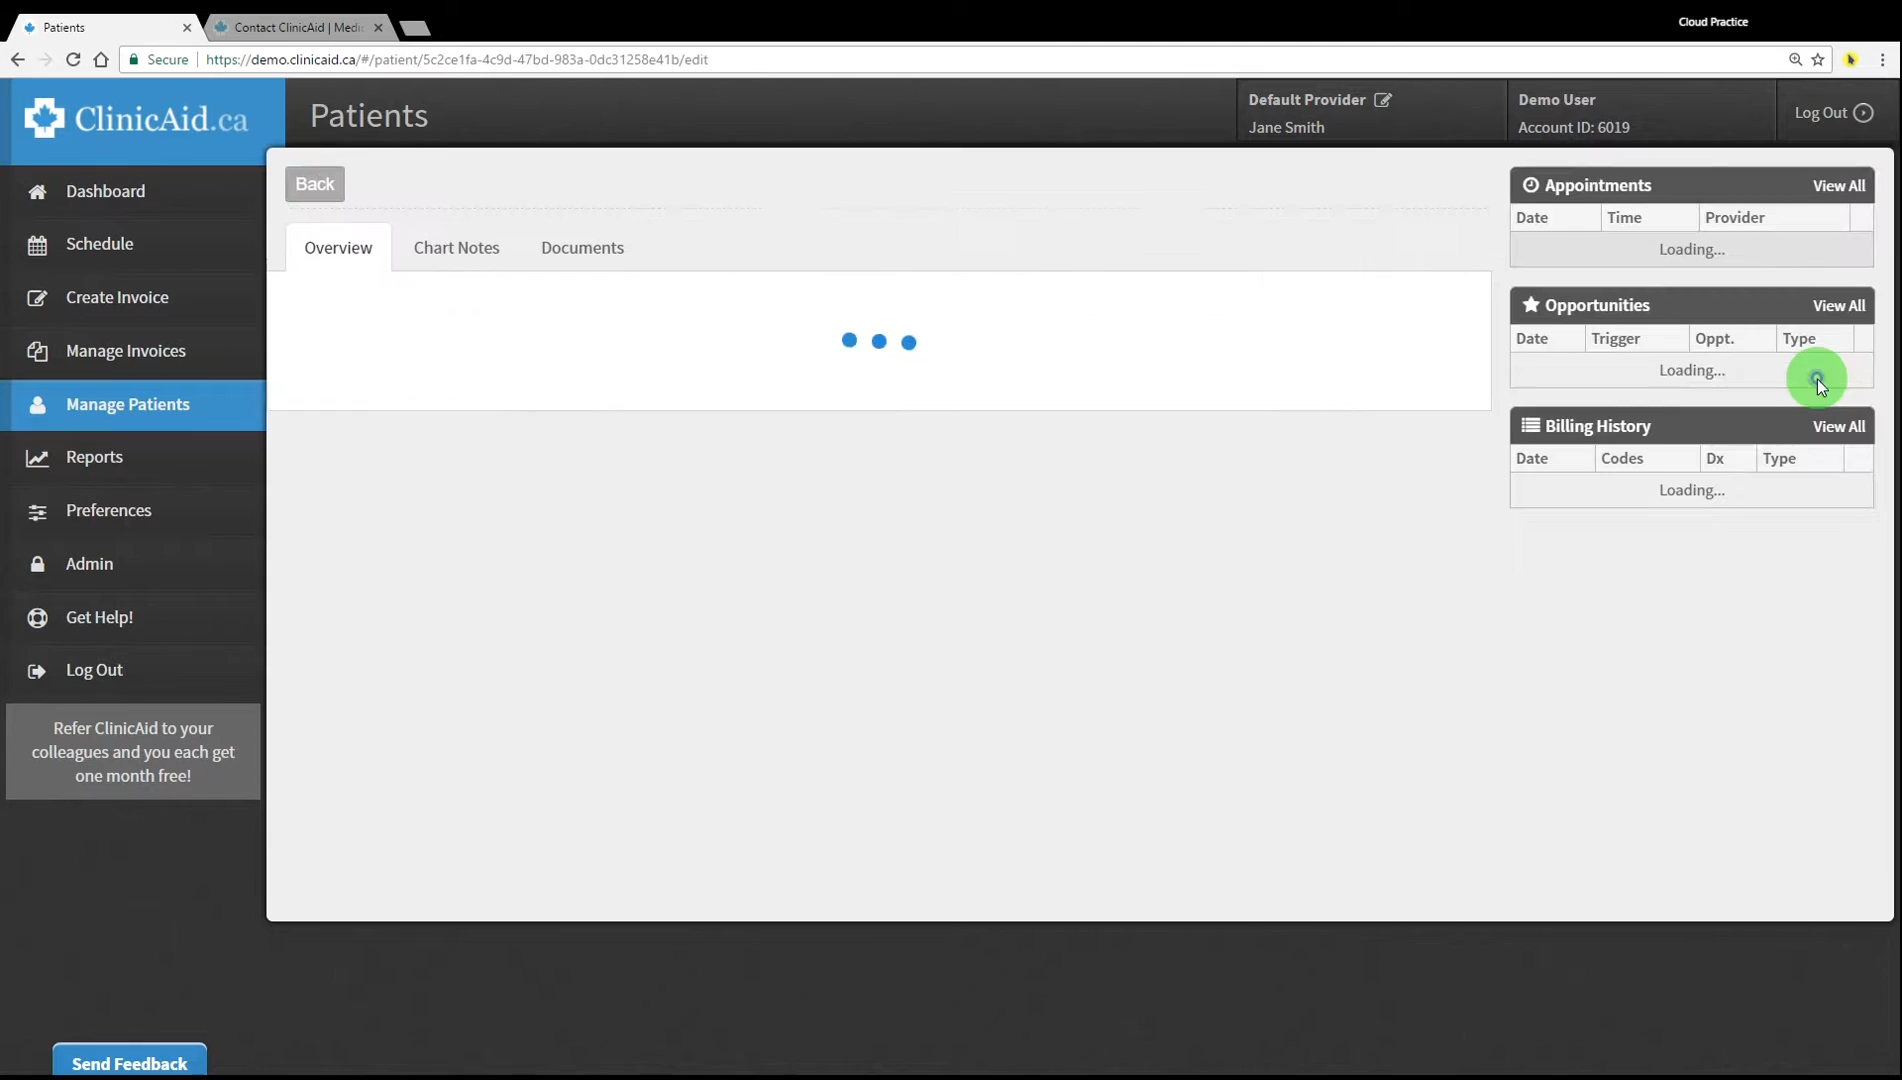 Patients
Contact ClinicAid | Medic
Cloud Practice
Secure
https://demo.clinicaid.ca/#/patient/5c2ce1fa-4c9d-47bd-983a-0dc31258e41b/edit
ClinicAid.ca
Patients
Default Provider
Jane Smith
Demo User
Account ID: 6019
Log Out
Dashboard
Schedule
Create Invoice
Manage Invoices
Manage Patients
Reports
Preferences
Admin
Get Help!
Log Out
Refer ClinicAid to your
colleagues and you each get
one month free!
Send Feedback
Back
Overview
Chart Notes
Documents
Appointments View All
Date Time Provider
Loading...
Opportunities View All
Date Trigger Oppt. Type
Loading...
Billing History View All
Date Codes Dx Type
Loading...